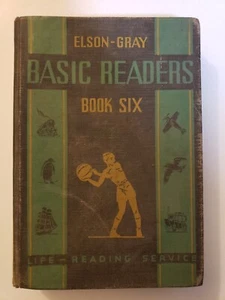 ELSON-GRAY
BASIC READERS
BOOK SIX
LIFE-READING SERVICE